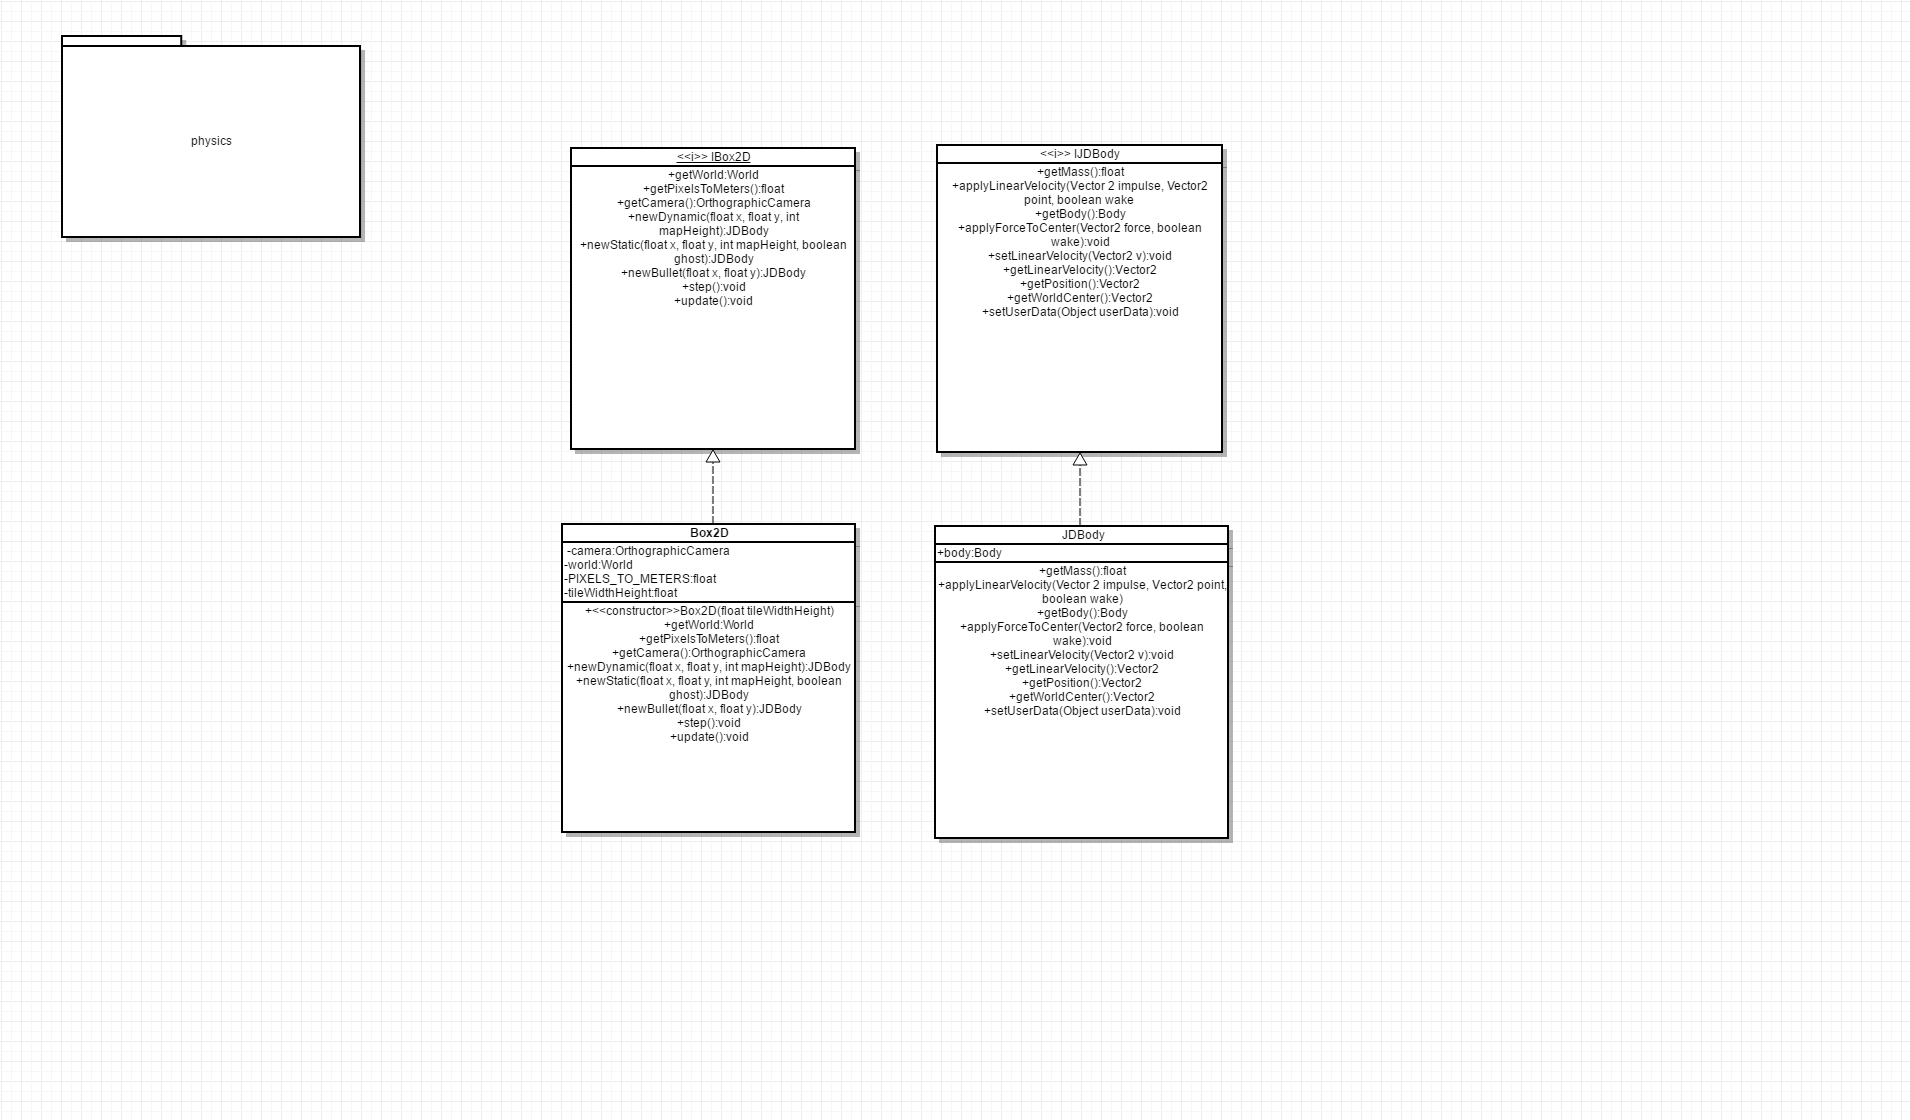 physics
<<i>> IBox2D
+getWorld:World
+getPixelsToMeters():float
+getCamera():OrthographicCamera
+newDynamic(float x, float y, int
mapHeight):JDBody
+newStatic(float x, float y, int mapHeight, boolean
ghost):JDBody
+newBullet(float x, float y):JDBody
+step():void
+update():void
<<i>> IJDBody
+getMass():float
+applyLinearVelocity(Vector 2 impulse, Vector2
point, boolean wake
+getBody():Body
+applyForceToCenter(Vector2 force, boolean
wake):void
+setLinearVelocity(Vector2 v):void
+getLinearVelocity():Vector2
+getPosition():Vector2
+getWorldCenter():Vector2
+setUserData(Object userData):void
Box2D
-camera:OrthographicCamera
-world:World
-PIXELS_TO_METERS:float
-tileWidthHeight:float
+<<constructor>>Box2D(float tileWidthHeight)
+getWorld:World
+getPixelsToMeters():float
+getCamera():OrthographicCamera
+newDynamic(float x, float y, int mapHeight):JDBody
+newStatic(float x, float y, int mapHeight, boolean
ghost):JDBody
+newBullet(float x, float y):JDBody
+step():void
+update():void
JDBody
+body:Body
+getMass():float
+applyLinearVelocity(Vector 2 impulse, Vector2 point,
boolean wake)
+getBody():Body
+applyForceToCenter(Vector2 force, boolean
wake):void
+setLinearVelocity(Vector2 v):void
+getLinearVelocity():Vector2
+getPosition():Vector2
+getWorldCenter():Vector2
+setUserData(Object userData):void